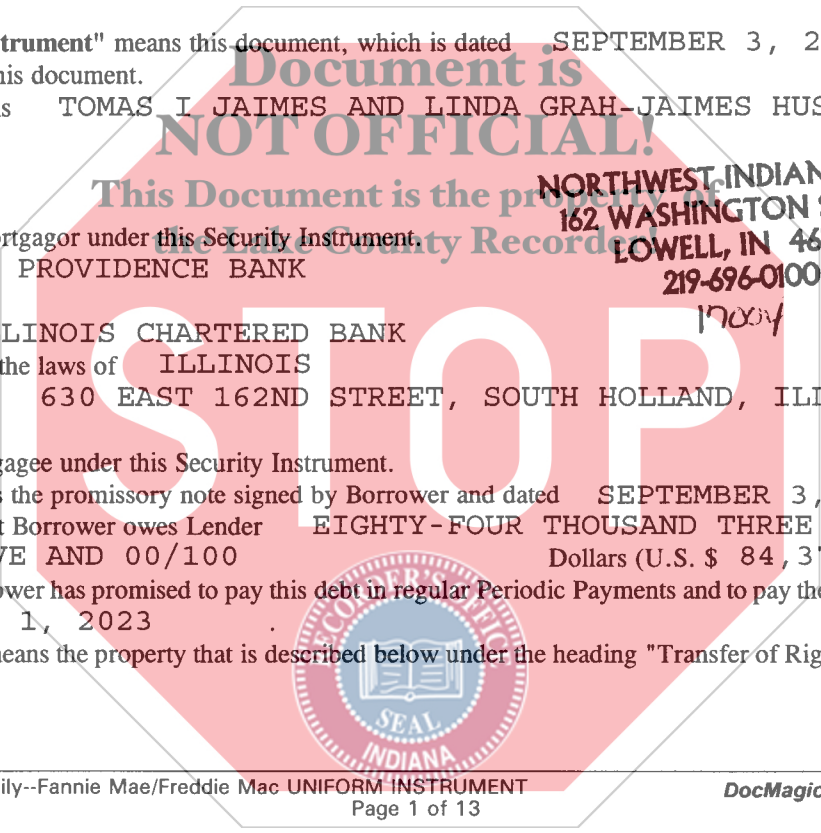 trument" means this document, which is dated SEPTEMBER 3, 2
his document.
Document is
s TOMAS I JAIMES AND LINDA GRAH-JAIMES HUS
NOT OFFICIAL!
This Document is the property of
the Lake County Recorder!
NORTHWEST INDIAN
162 WASHINGTON S
LOWELL, IN 46
219-696-0100
rtgagor under this Security Instrument.
PROVIDENCE BANK
LINOIS CHARTERED BANK
the laws of ILLINOIS
630 EAST 162ND STREET, SOUTH HOLLAND, ILL
STOP
gagee under this Security Instrument.
s the promissory note signed by Borrower and dated SEPTEMBER 3,
t Borrower owes Lender EIGHTY-FOUR THOUSAND THREE
VE AND 00/100 Dollars (U.S. $ 84,37
ower has promised to pay this debt in regular Periodic Payments and to pay the
1, 2023 .
eans the property that is described below under the heading "Transfer of Rig
RECORDER'S OFFICE
SEAL
INDIANA
ily--Fannie Mae/Freddie Mac UNIFORM INSTRUMENT
DocMagic
Page 1 of 13